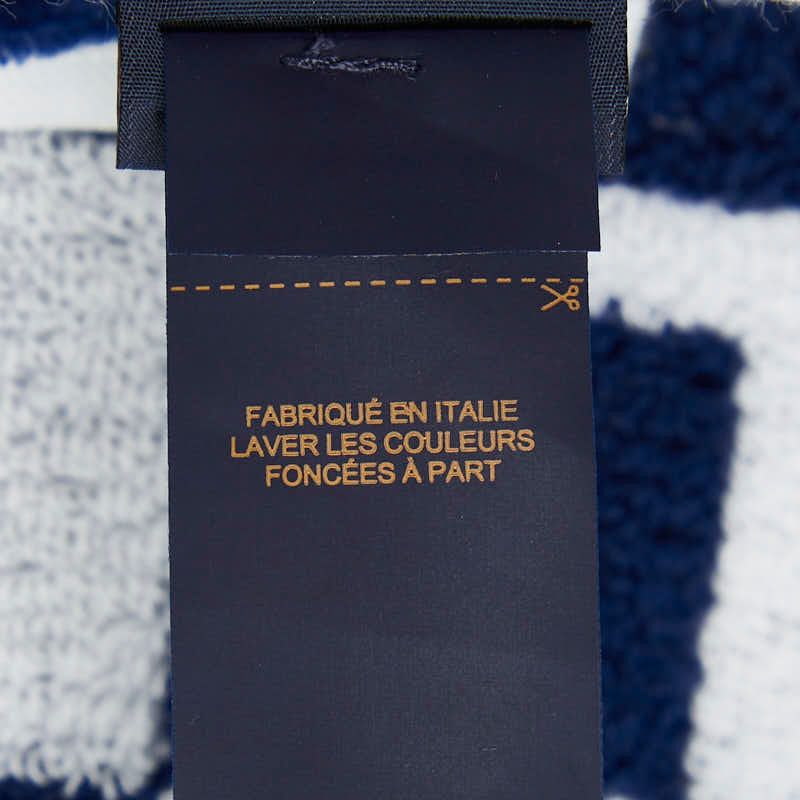 FABRIQUÉ EN ITALIE
LAVER LES COULEURS
FONCÉES À PART